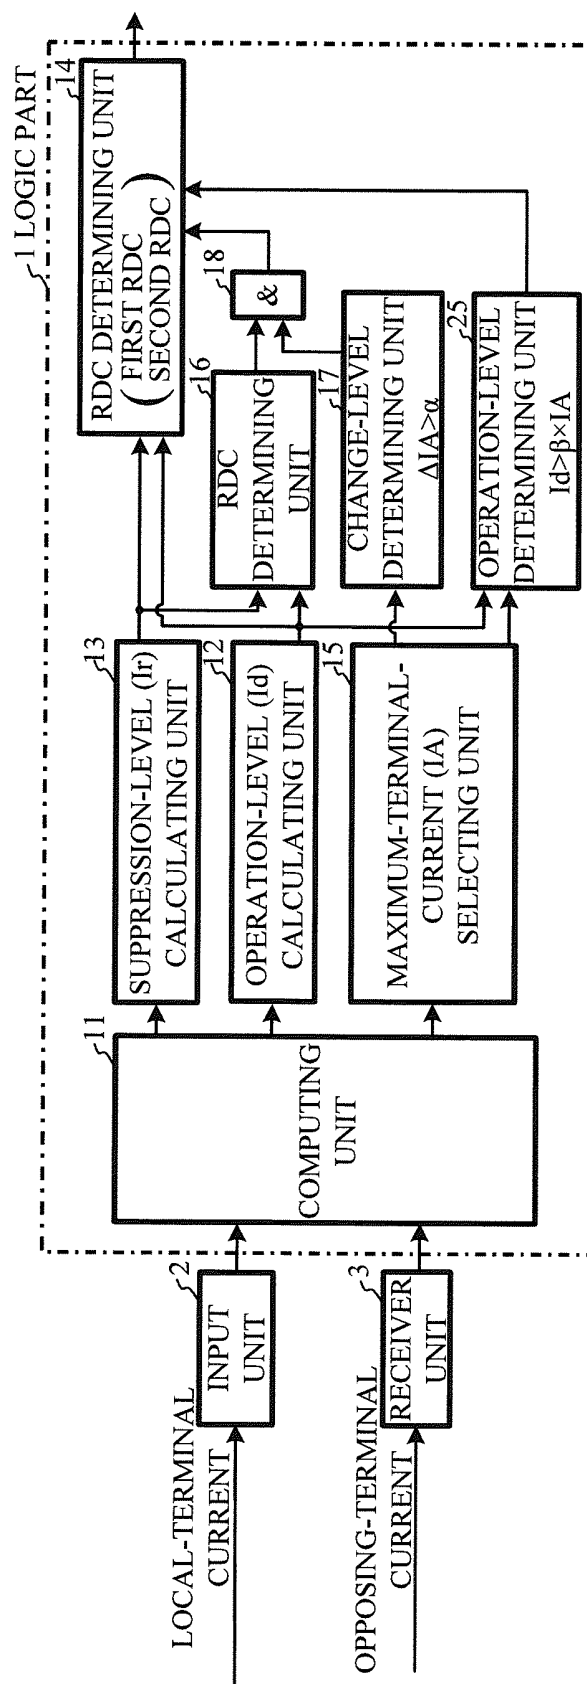 1 LOGIC PART
LOCAL-TERMINAL
CURRENT
2
INPUT
UNIT
OPPOSING-TERMINAL
CURRENT
3
RECEIVER
UNIT
11
COMPUTING
UNIT
13
SUPPRESSION-LEVEL (Ir)
CALCULATING UNIT
12
OPERATION-LEVEL (Id)
CALCULATING UNIT
15
MAXIMUM-TERMINAL-
CURRENT (IA)
SELECTING UNIT
14
RDC DETERMINING UNIT
(FIRST RDC
SECOND RDC)
16
RDC
DETERMINING
UNIT
18
&
17
CHANGE-LEVEL
DETERMINING UNIT
ΔIA>α
25
OPERATION-LEVEL
DETERMINING UNIT
Id>β×IA